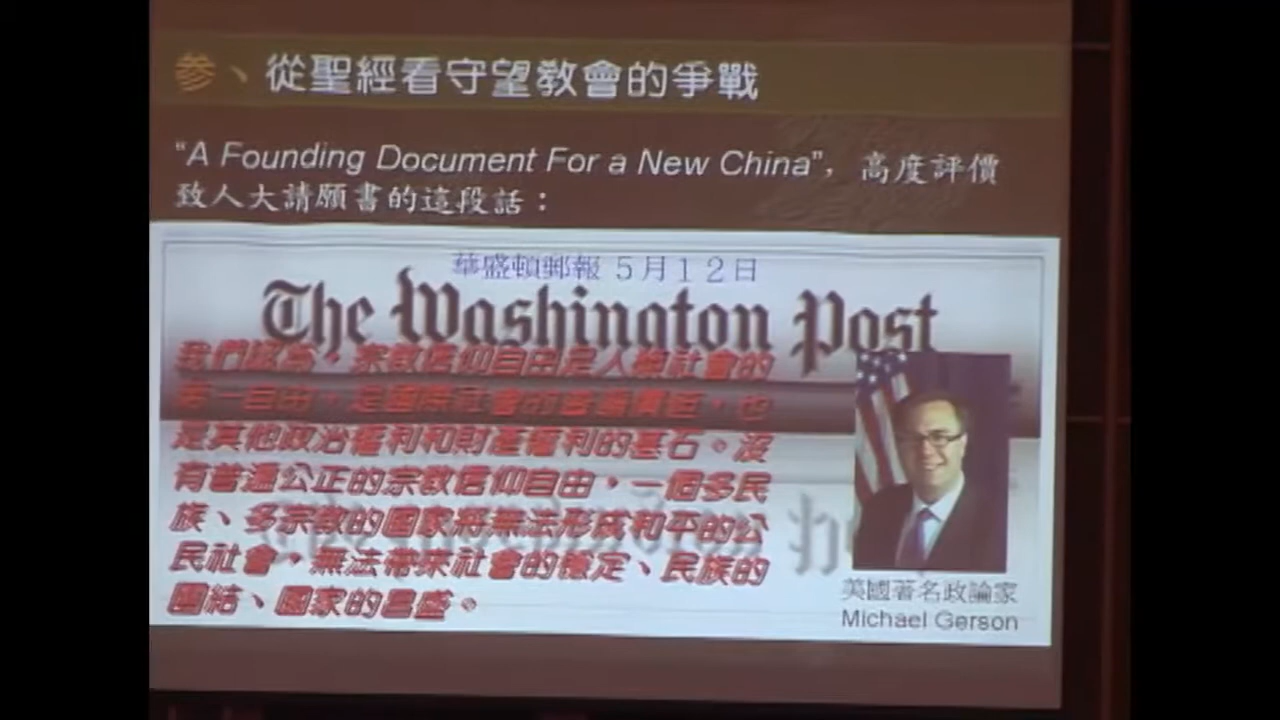 參、從聖經看守望教會的爭戰
“A Founding Document For a New China”，高度評價
致人大請願書的這段話：
華盛頓郵報 5月12日
The Washington Post
我們認為，宗教信仰自由是人類社會的
第一自由，是國際社會的普遍價值，也
是其他政治權利和財產權利的基石。沒
有普遍公正的宗教信仰自由，一個多民
族、多宗教的國家將無法形成和平的公
民社會，無法帶來社會的穩定、民族的
團結、國家的昌盛。
美國著名政論家
Michael Gerson